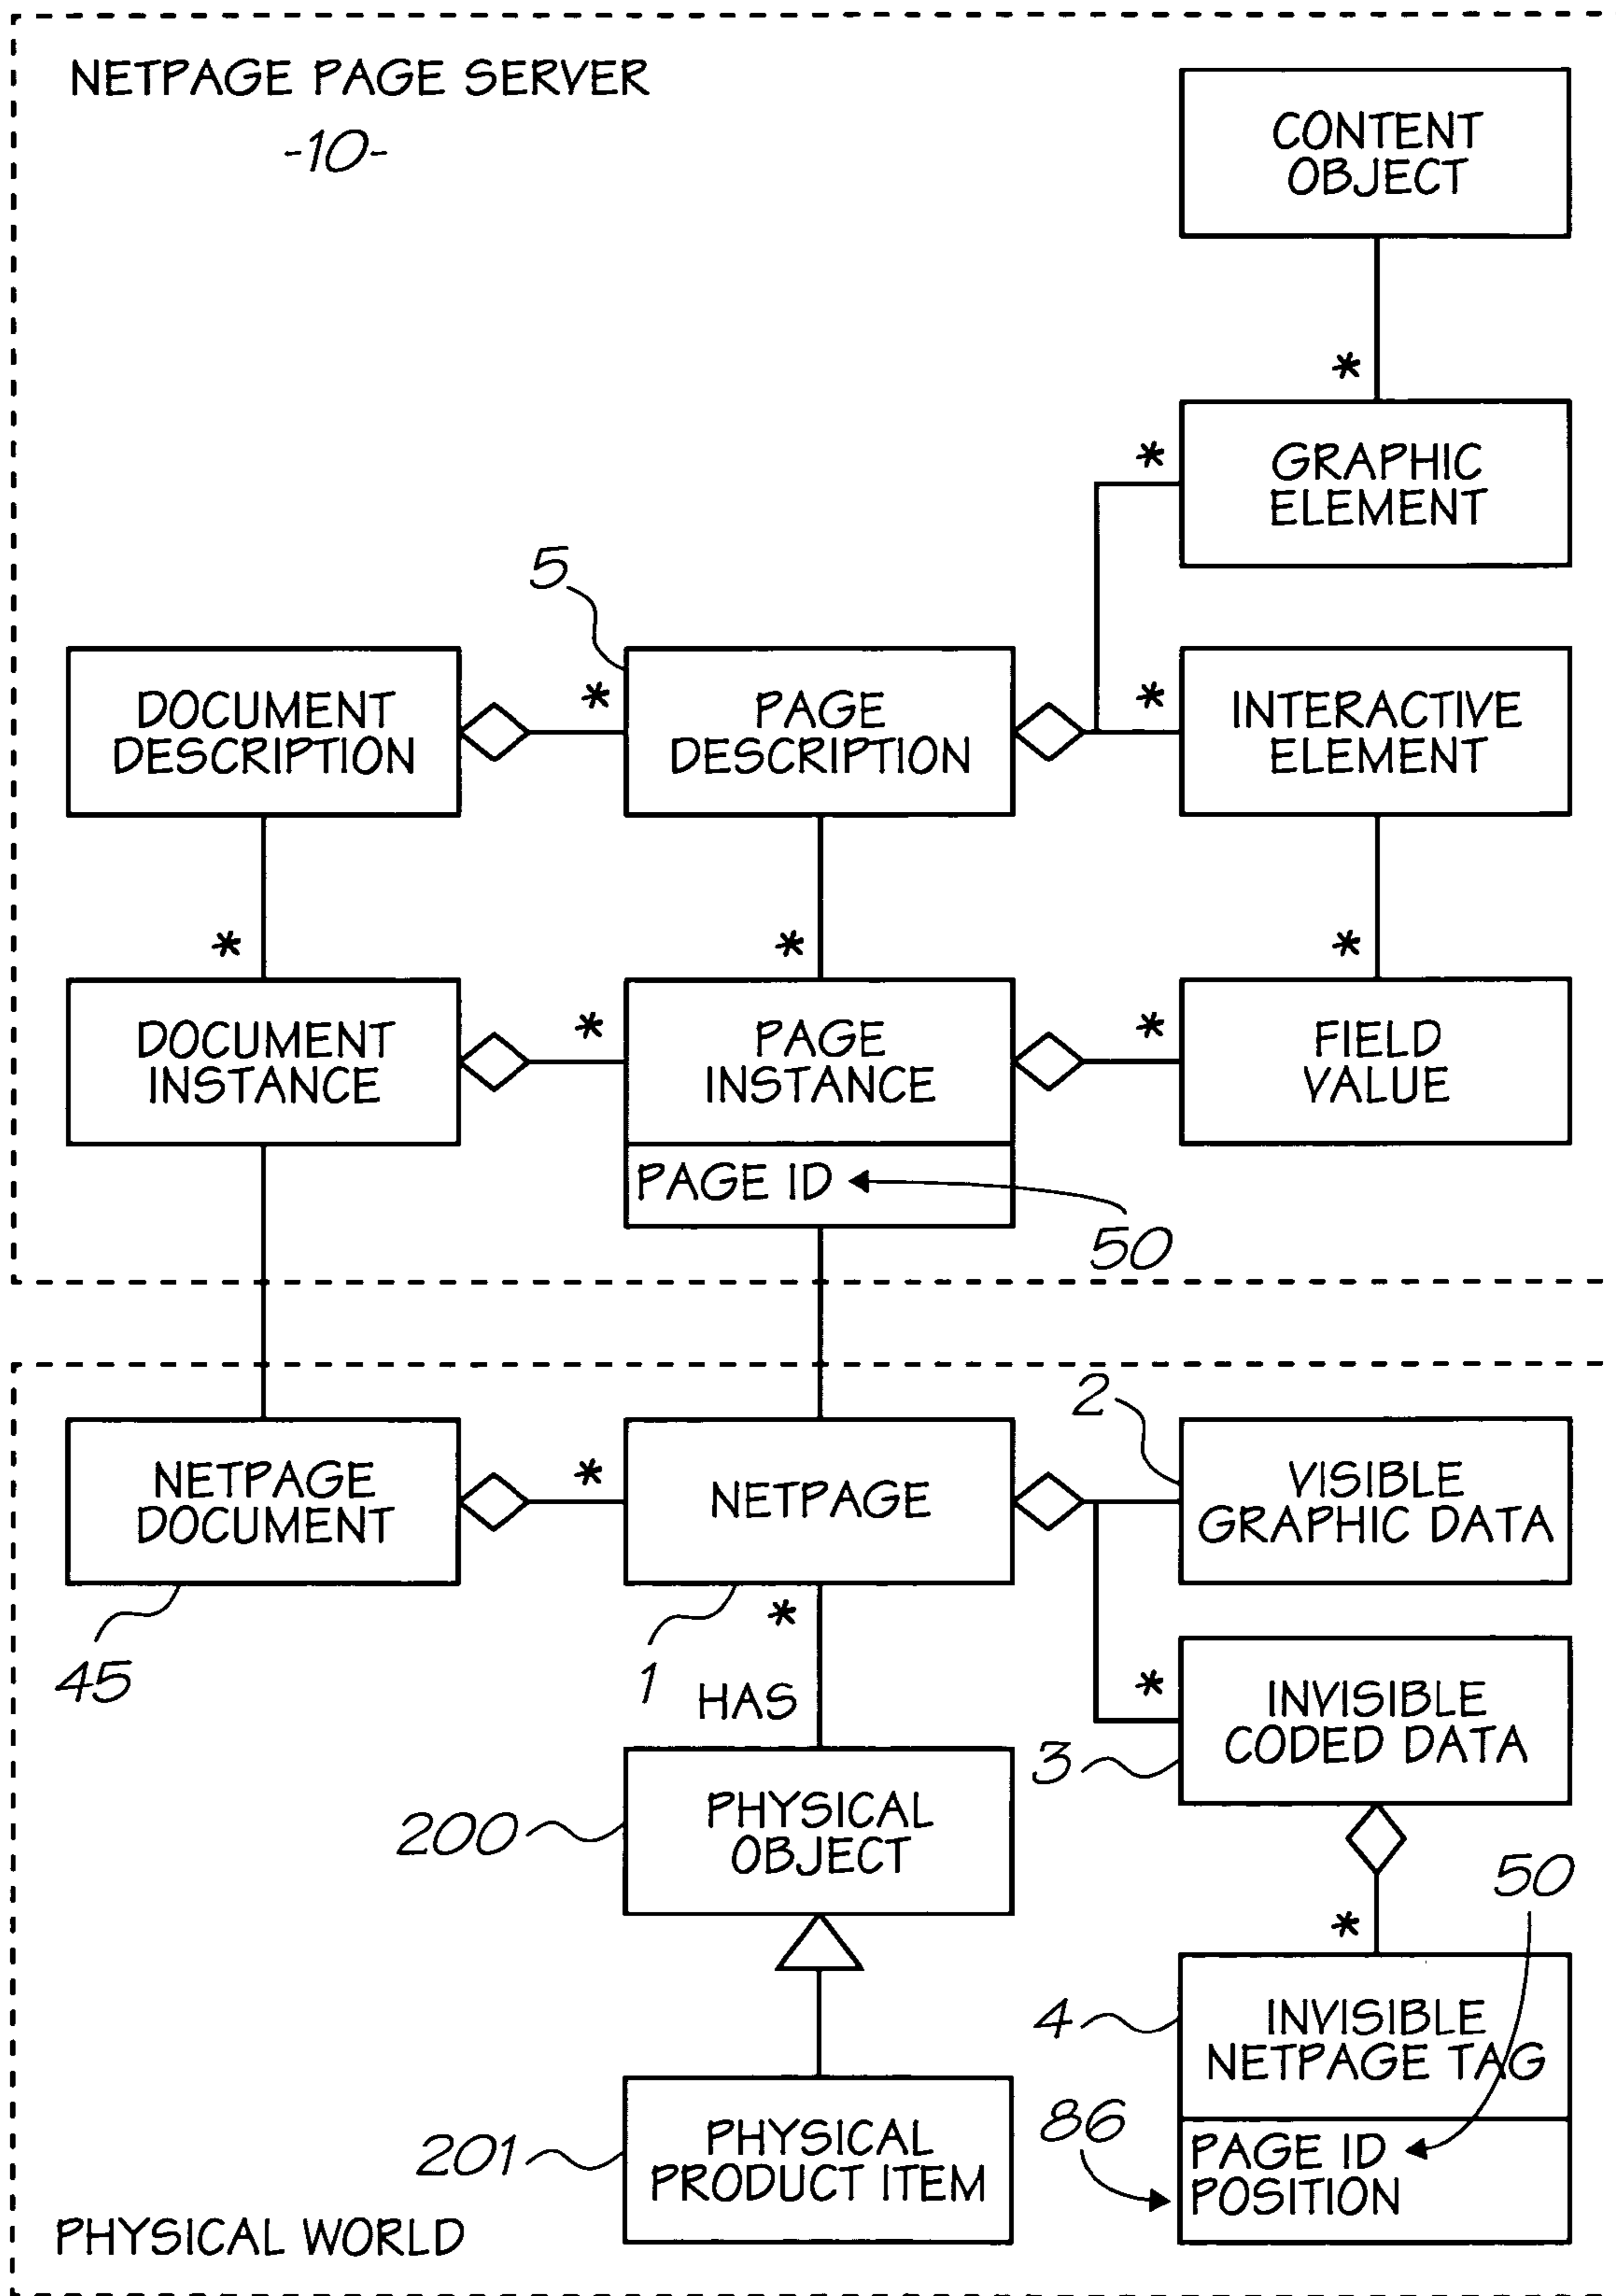 NETPAGE PAGE SERVER
-10-
CONTENT
OBJECT
*
*
GRAPHIC
ELEMENT
5
DOCUMENT
DESCRIPTION
*
PAGE
DESCRIPTION
*
INTERACTIVE
ELEMENT
*
*
*
DOCUMENT
INSTANCE
*
PAGE
INSTANCE
*
FIELD
VALUE
PAGE ID
50
2
NETPAGE
DOCUMENT
*
NETPAGE
VISIBLE
GRAPHIC DATA
45
1
*
HAS
*
INVISIBLE
CODED DATA
3
200
PHYSICAL
OBJECT
50
*
4
INVISIBLE
NETPAGE TAG
86
PAGE ID
POSITION
201
PHYSICAL
PRODUCT ITEM
PHYSICAL WORLD